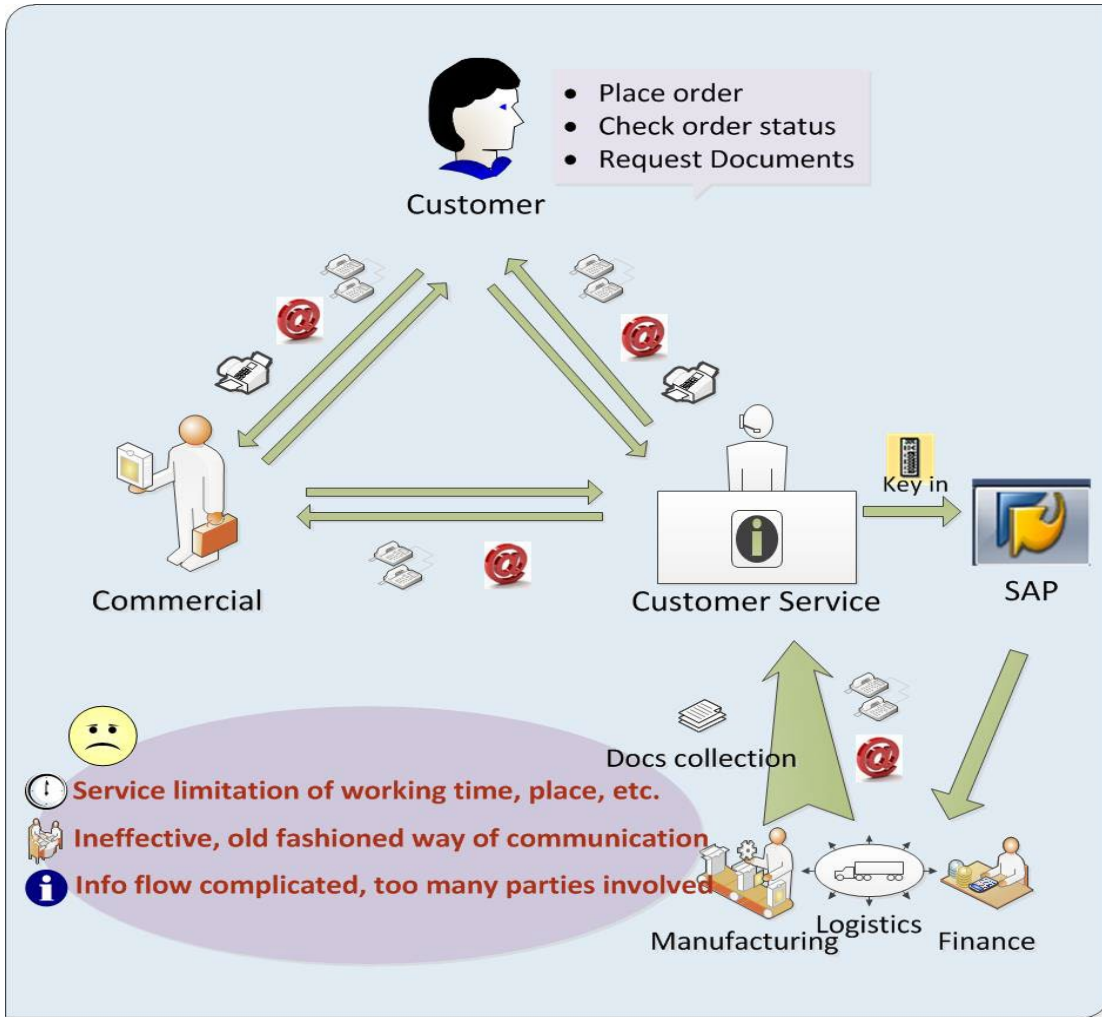 • Place order
• Check order status
• Request Documents
Customer
Key in
Commercial
Customer Service
SAP
Docs collection
Service limitation of working time, place, etc.
Ineffective, old fashioned way of communication
Info flow complicated, too many parties involved
Manufacturing
Logistics
Finance